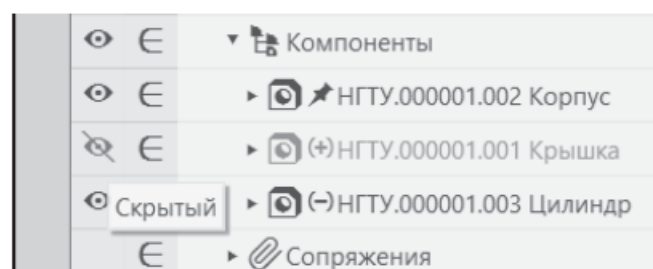 ∈ Компоненты
∈ НГТУ.000001.002 Корпус
∈ (+) НГТУ.000001.001 Крышка
Скрытый (−) НГТУ.000001.003 Цилиндр
∈ Сопряжения